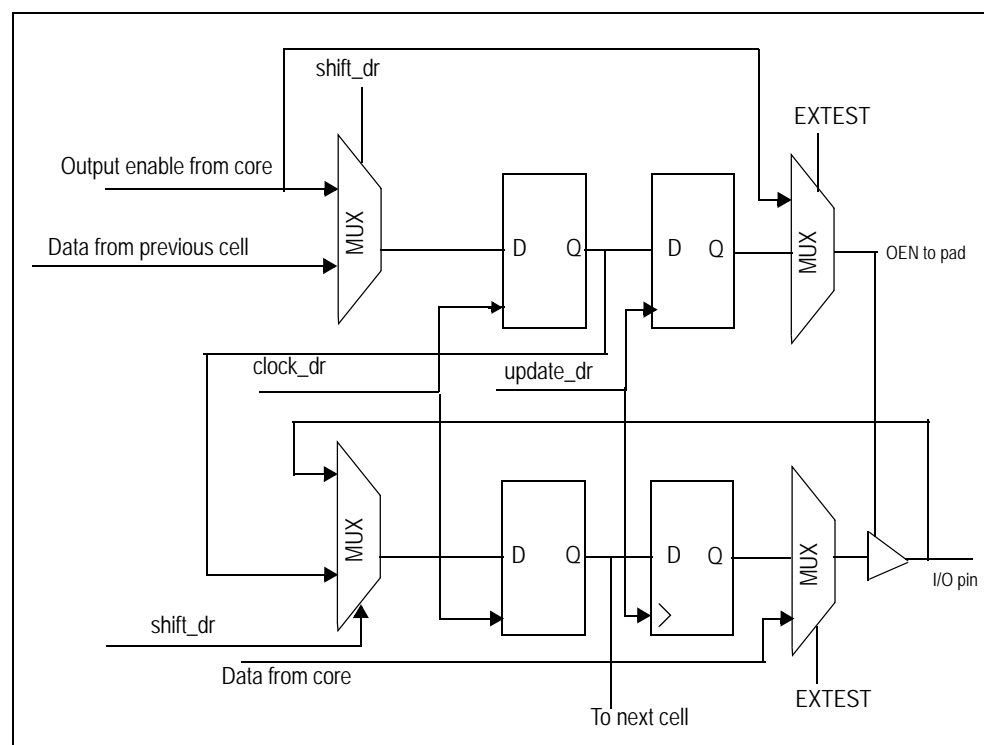 shift_dr
EXTEST
Output enable from core
MUX
D Q
D Q
MUX
Data from previous cell
OEN to pad
clock_dr
update_dr
MUX
D Q
D Q
MUX
I/O pin
shift_dr
Data from core
EXTEST
To next cell